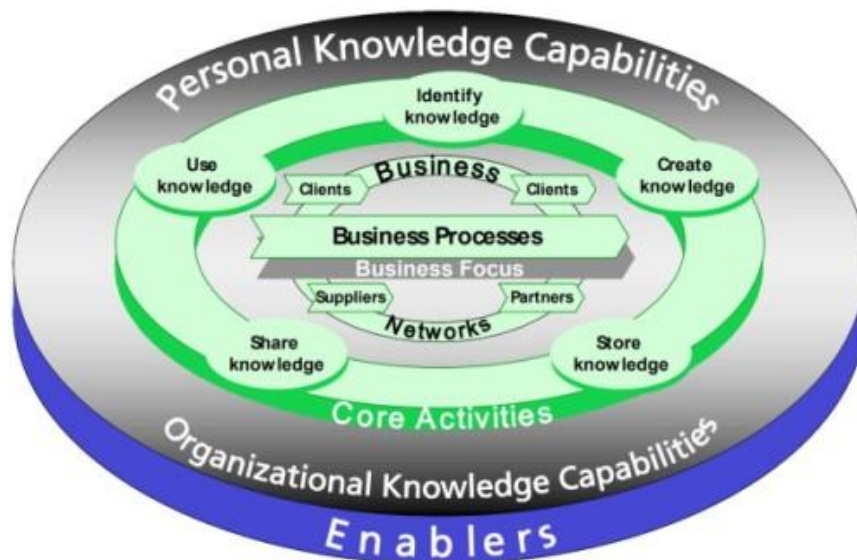 Personal Knowledge Capabilities
Identify
knowledge
Use
knowledge
Create
knowledge
Business
Clients
Clients
Business Processes
Business Focus
Suppliers
Partners
Networks
Share
knowledge
Store
knowledge
Core Activities
Organizational Knowledge Capabilities
Enablers